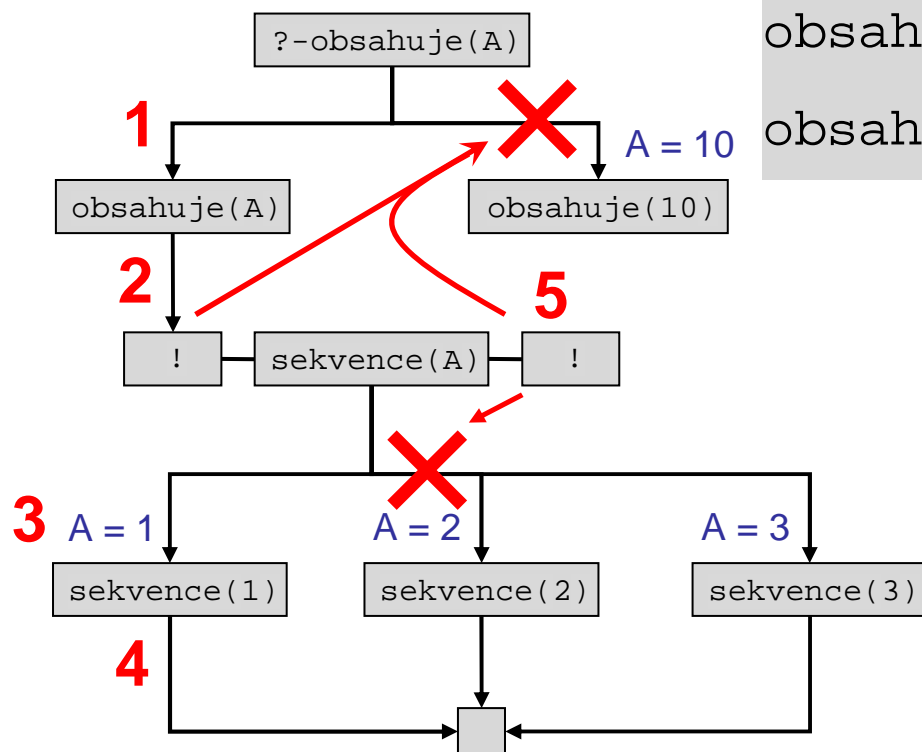 ?-obsahuje(A)
obsah
obsah
1
A = 10
obsahuje(A)
obsahuje(10)
2
5
!
sekvence(A)
!
3
A = 1
A = 2
A = 3
sekvence(1)
sekvence(2)
sekvence(3)
4